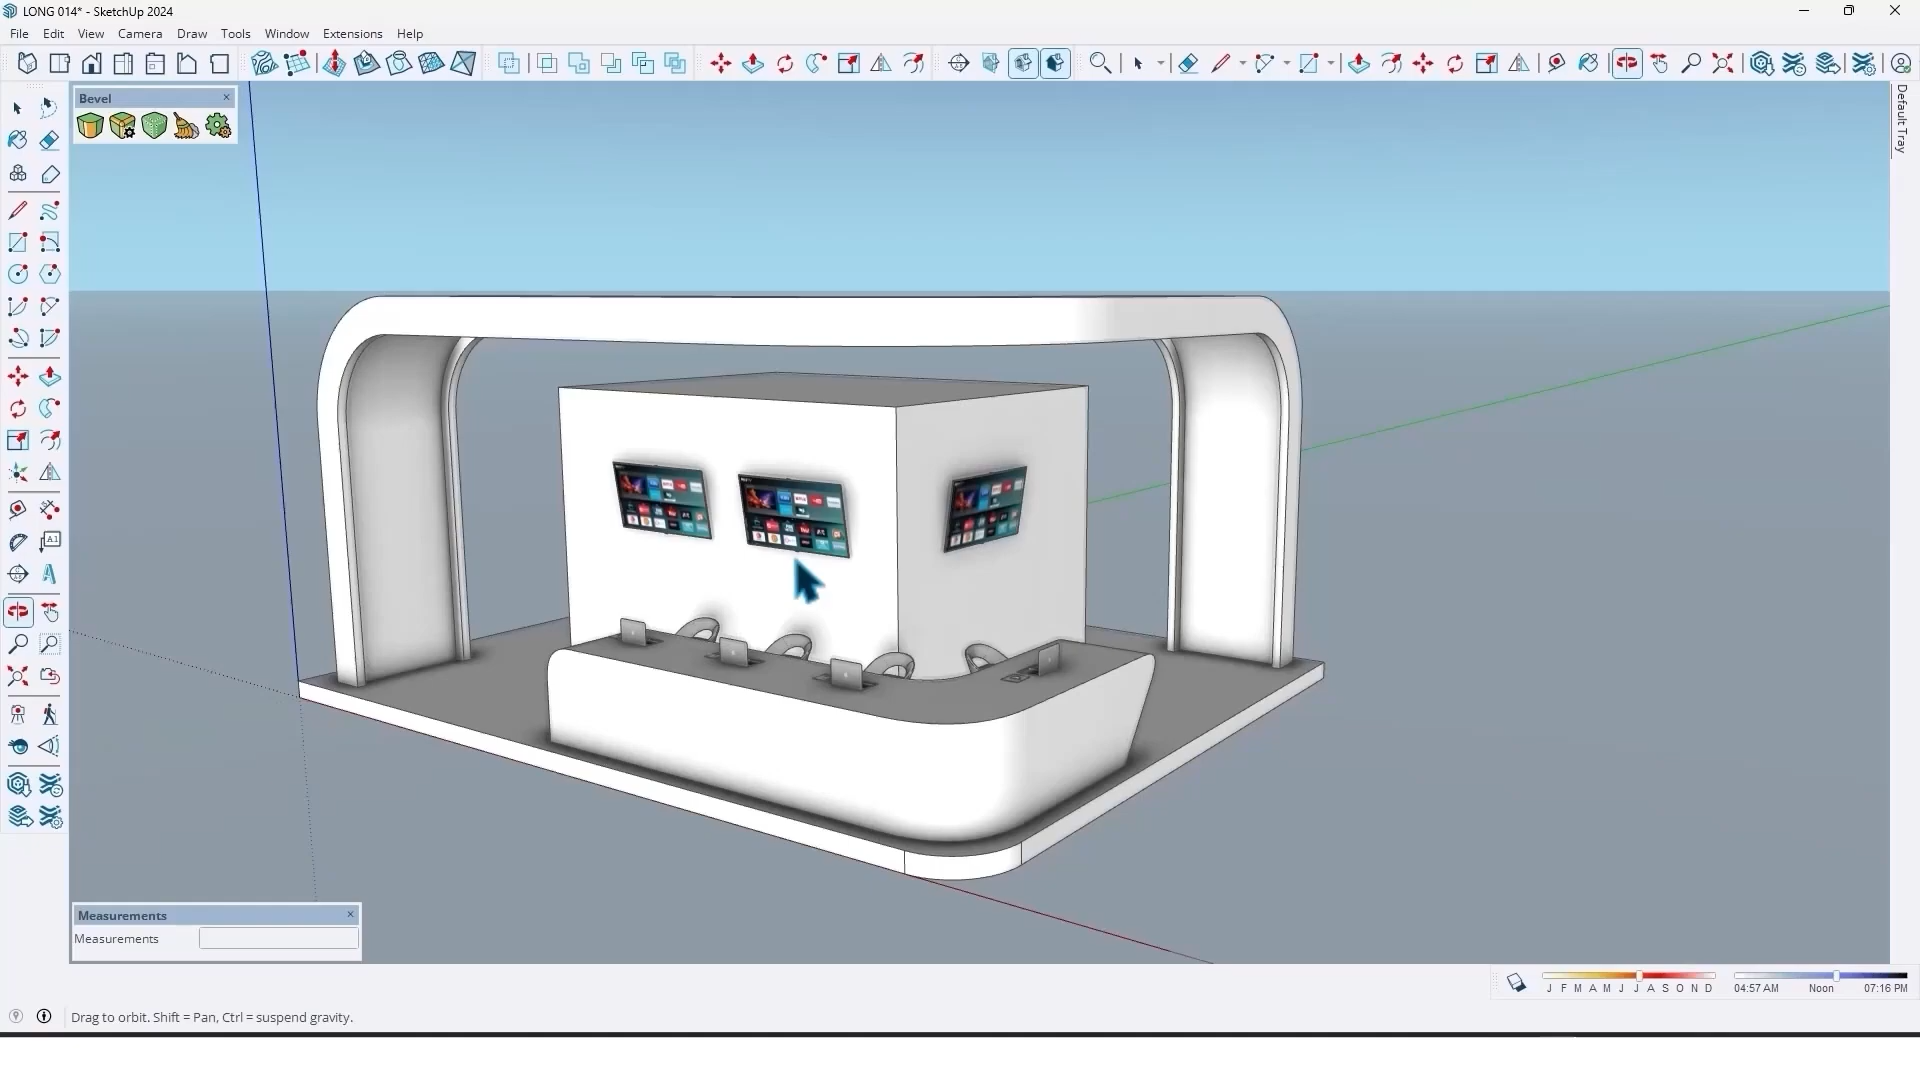 LONG 014* - SketchUp 2024
File Edit View Camera Draw Tools Window Extensions Help
Default Tray
Bevel
A1
Measurements
Measurements
J F M A M J J A S O N D
04:57 AM Noon 07:16 PM
Drag to orbit. Shift = Pan, Ctrl = suspend gravity.